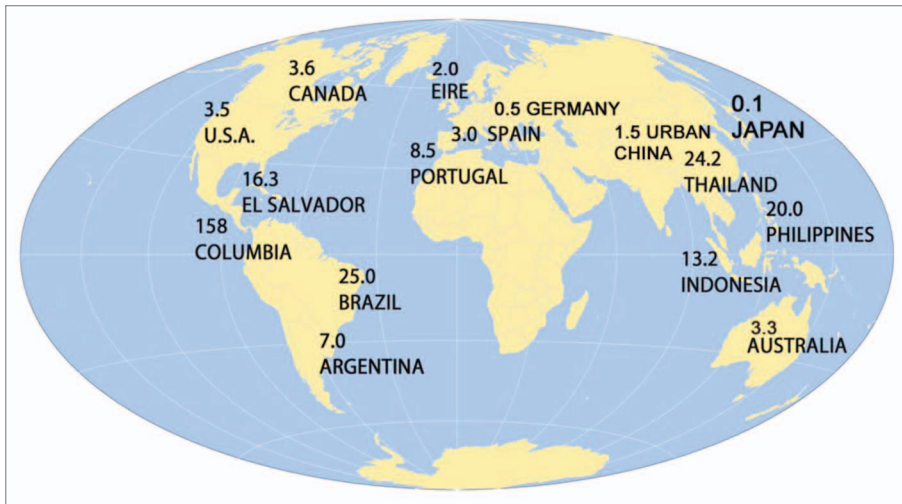 3.6
CANADA
3.5
U.S.A.
2.0
EIRE
0.5 GERMANY
3.0 SPAIN
0.1
JAPAN
1.5 URBAN
CHINA
8.5
PORTUGAL
24.2
THAILAND
16.3
EL SALVADOR
20.0
PHILIPPINES
158
COLUMBIA
13.2
INDONESIA
25.0
BRAZIL
7.0
ARGENTINA
3.3
AUSTRALIA